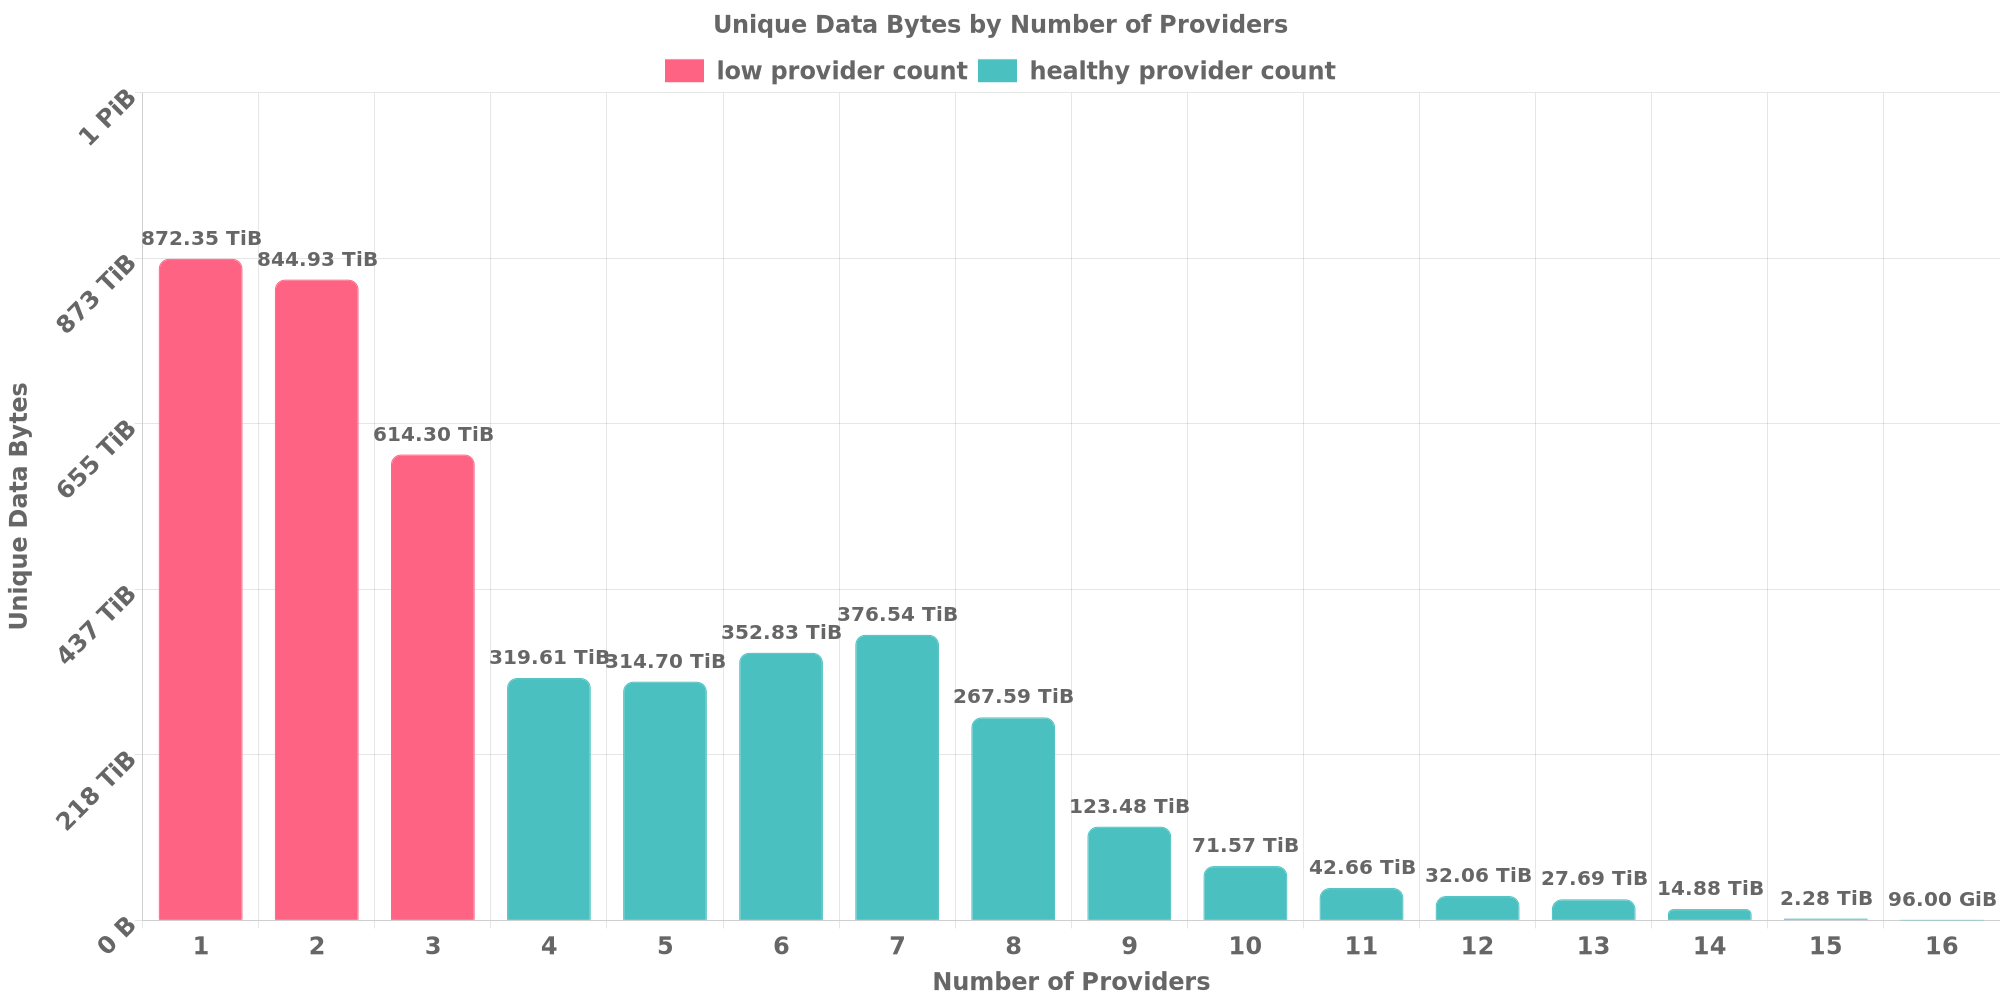 Unique Data Bytes by Number of Providers
low provider count healthy provider count
Unique Data Bytes
1 PiB
873 TiB
655 TiB
437 TiB
218 TiB
0 B
872.35 TiB
844.93 TiB
614.30 TiB
319.61 TiB
314.70 TiB
352.83 TiB
376.54 TiB
267.59 TiB
123.48 TiB
71.57 TiB
42.66 TiB
32.06 TiB
27.69 TiB
14.88 TiB
2.28 TiB
96.00 GiB
1 2 3 4 5 6 7 8 9 10 11 12 13 14 15 16
Number of Providers